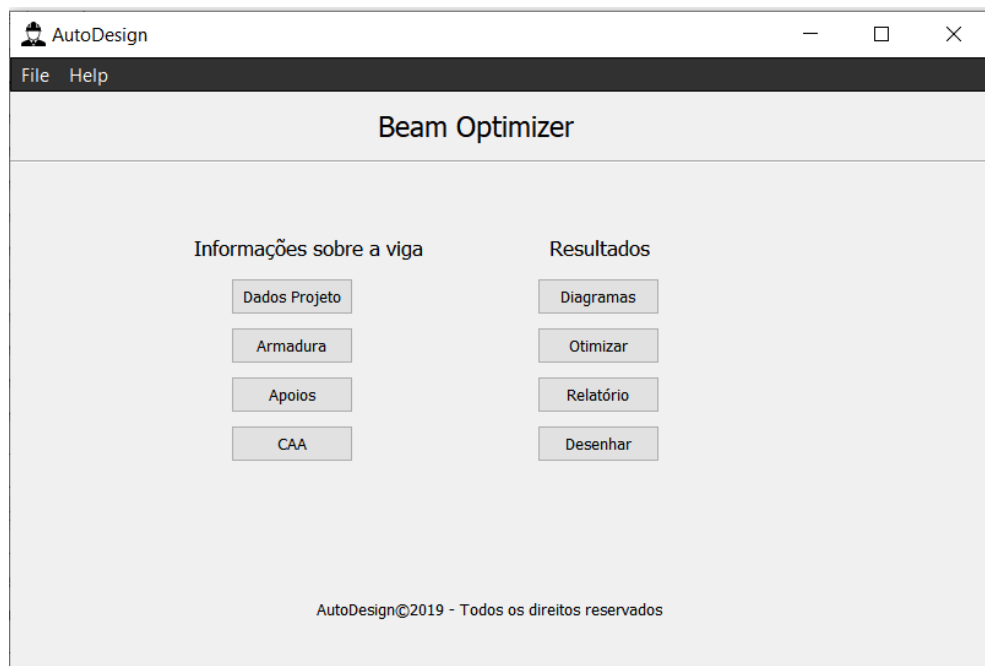 AutoDesign
File Help
Beam Optimizer
Informações sobre a viga
Resultados
Dados Projeto
Diagramas
Armadura
Otimizar
Apoios
Relatório
CAA
Desenhar
AutoDesign©2019 - Todos os direitos reservados